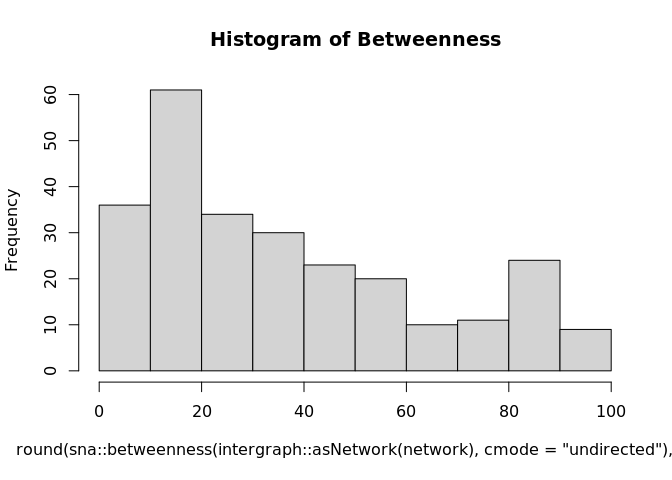 Histogram of Betweenness
Frequency
60
50
40
30
20
10
0
0 20 40 60 80 100
round(sna::betweenness(intergraph::asNetwork(network), cmode = "undirected"),